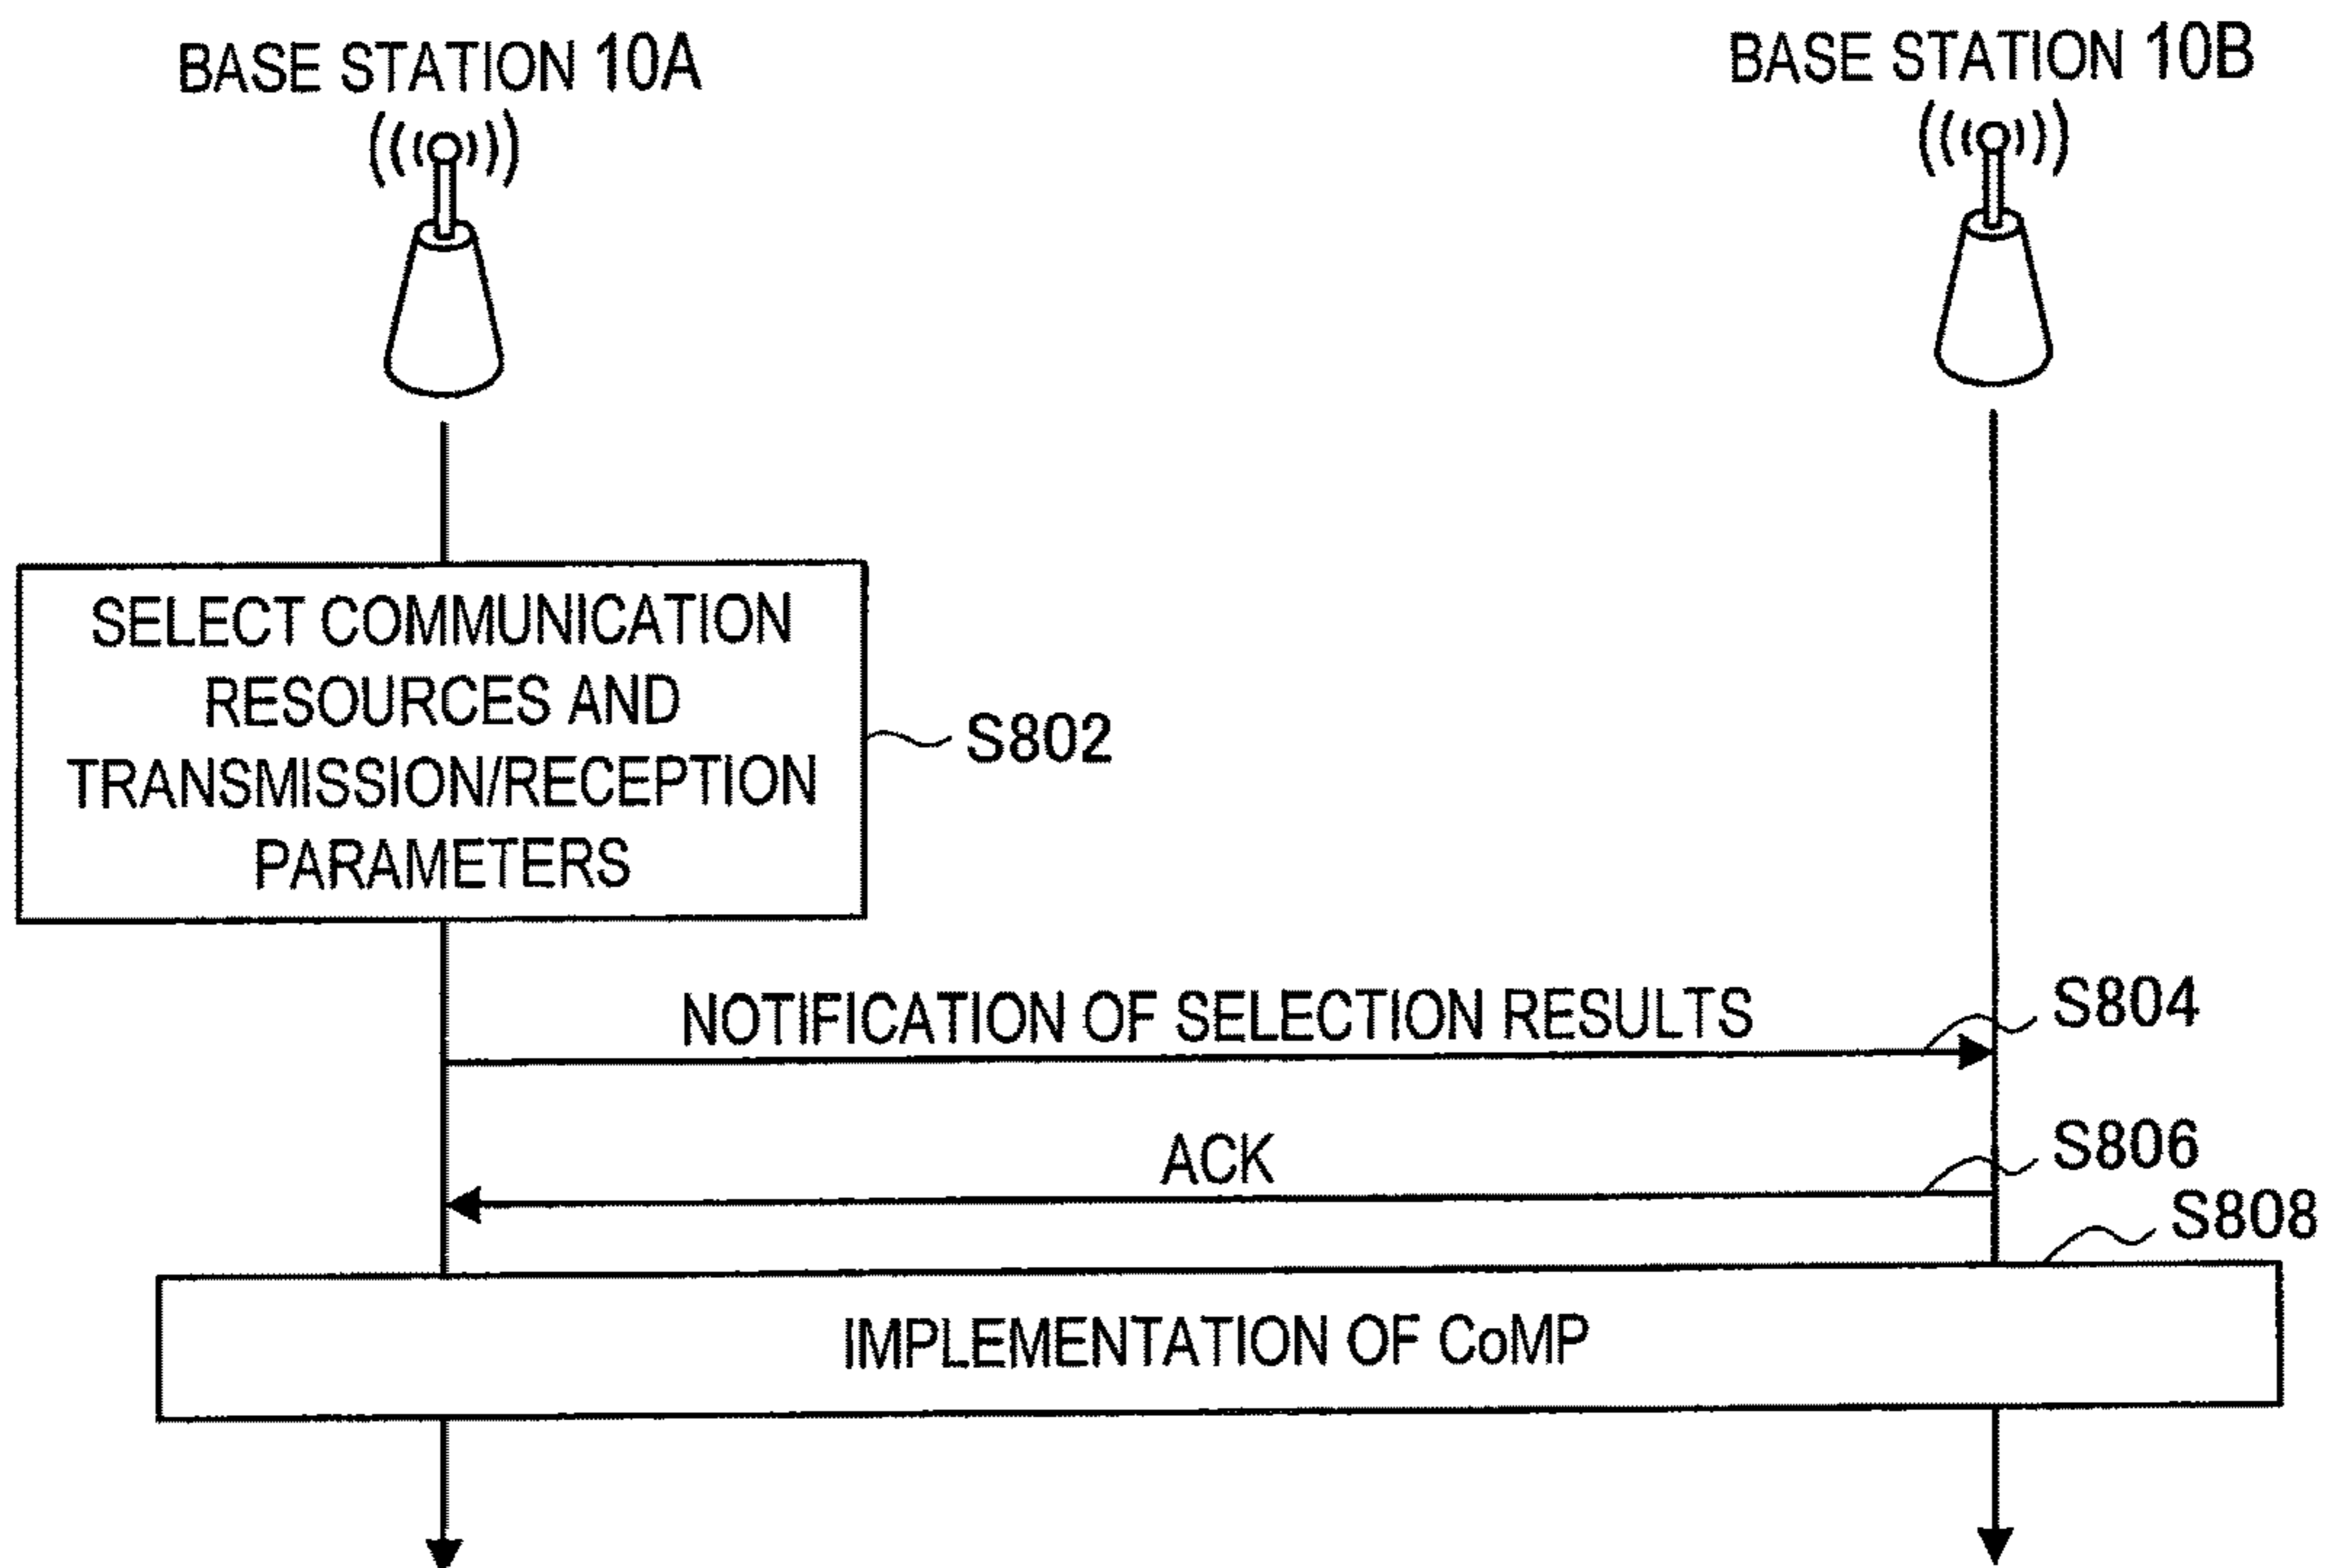 BASE STATION 10A
BASE STATION 10B
SELECT COMMUNICATION
RESOURCES AND
TRANSMISSION/RECEPTION
PARAMETERS
S802
NOTIFICATION OF SELECTION RESULTS
S804
ACK
S806
S808
IMPLEMENTATION OF CoMP